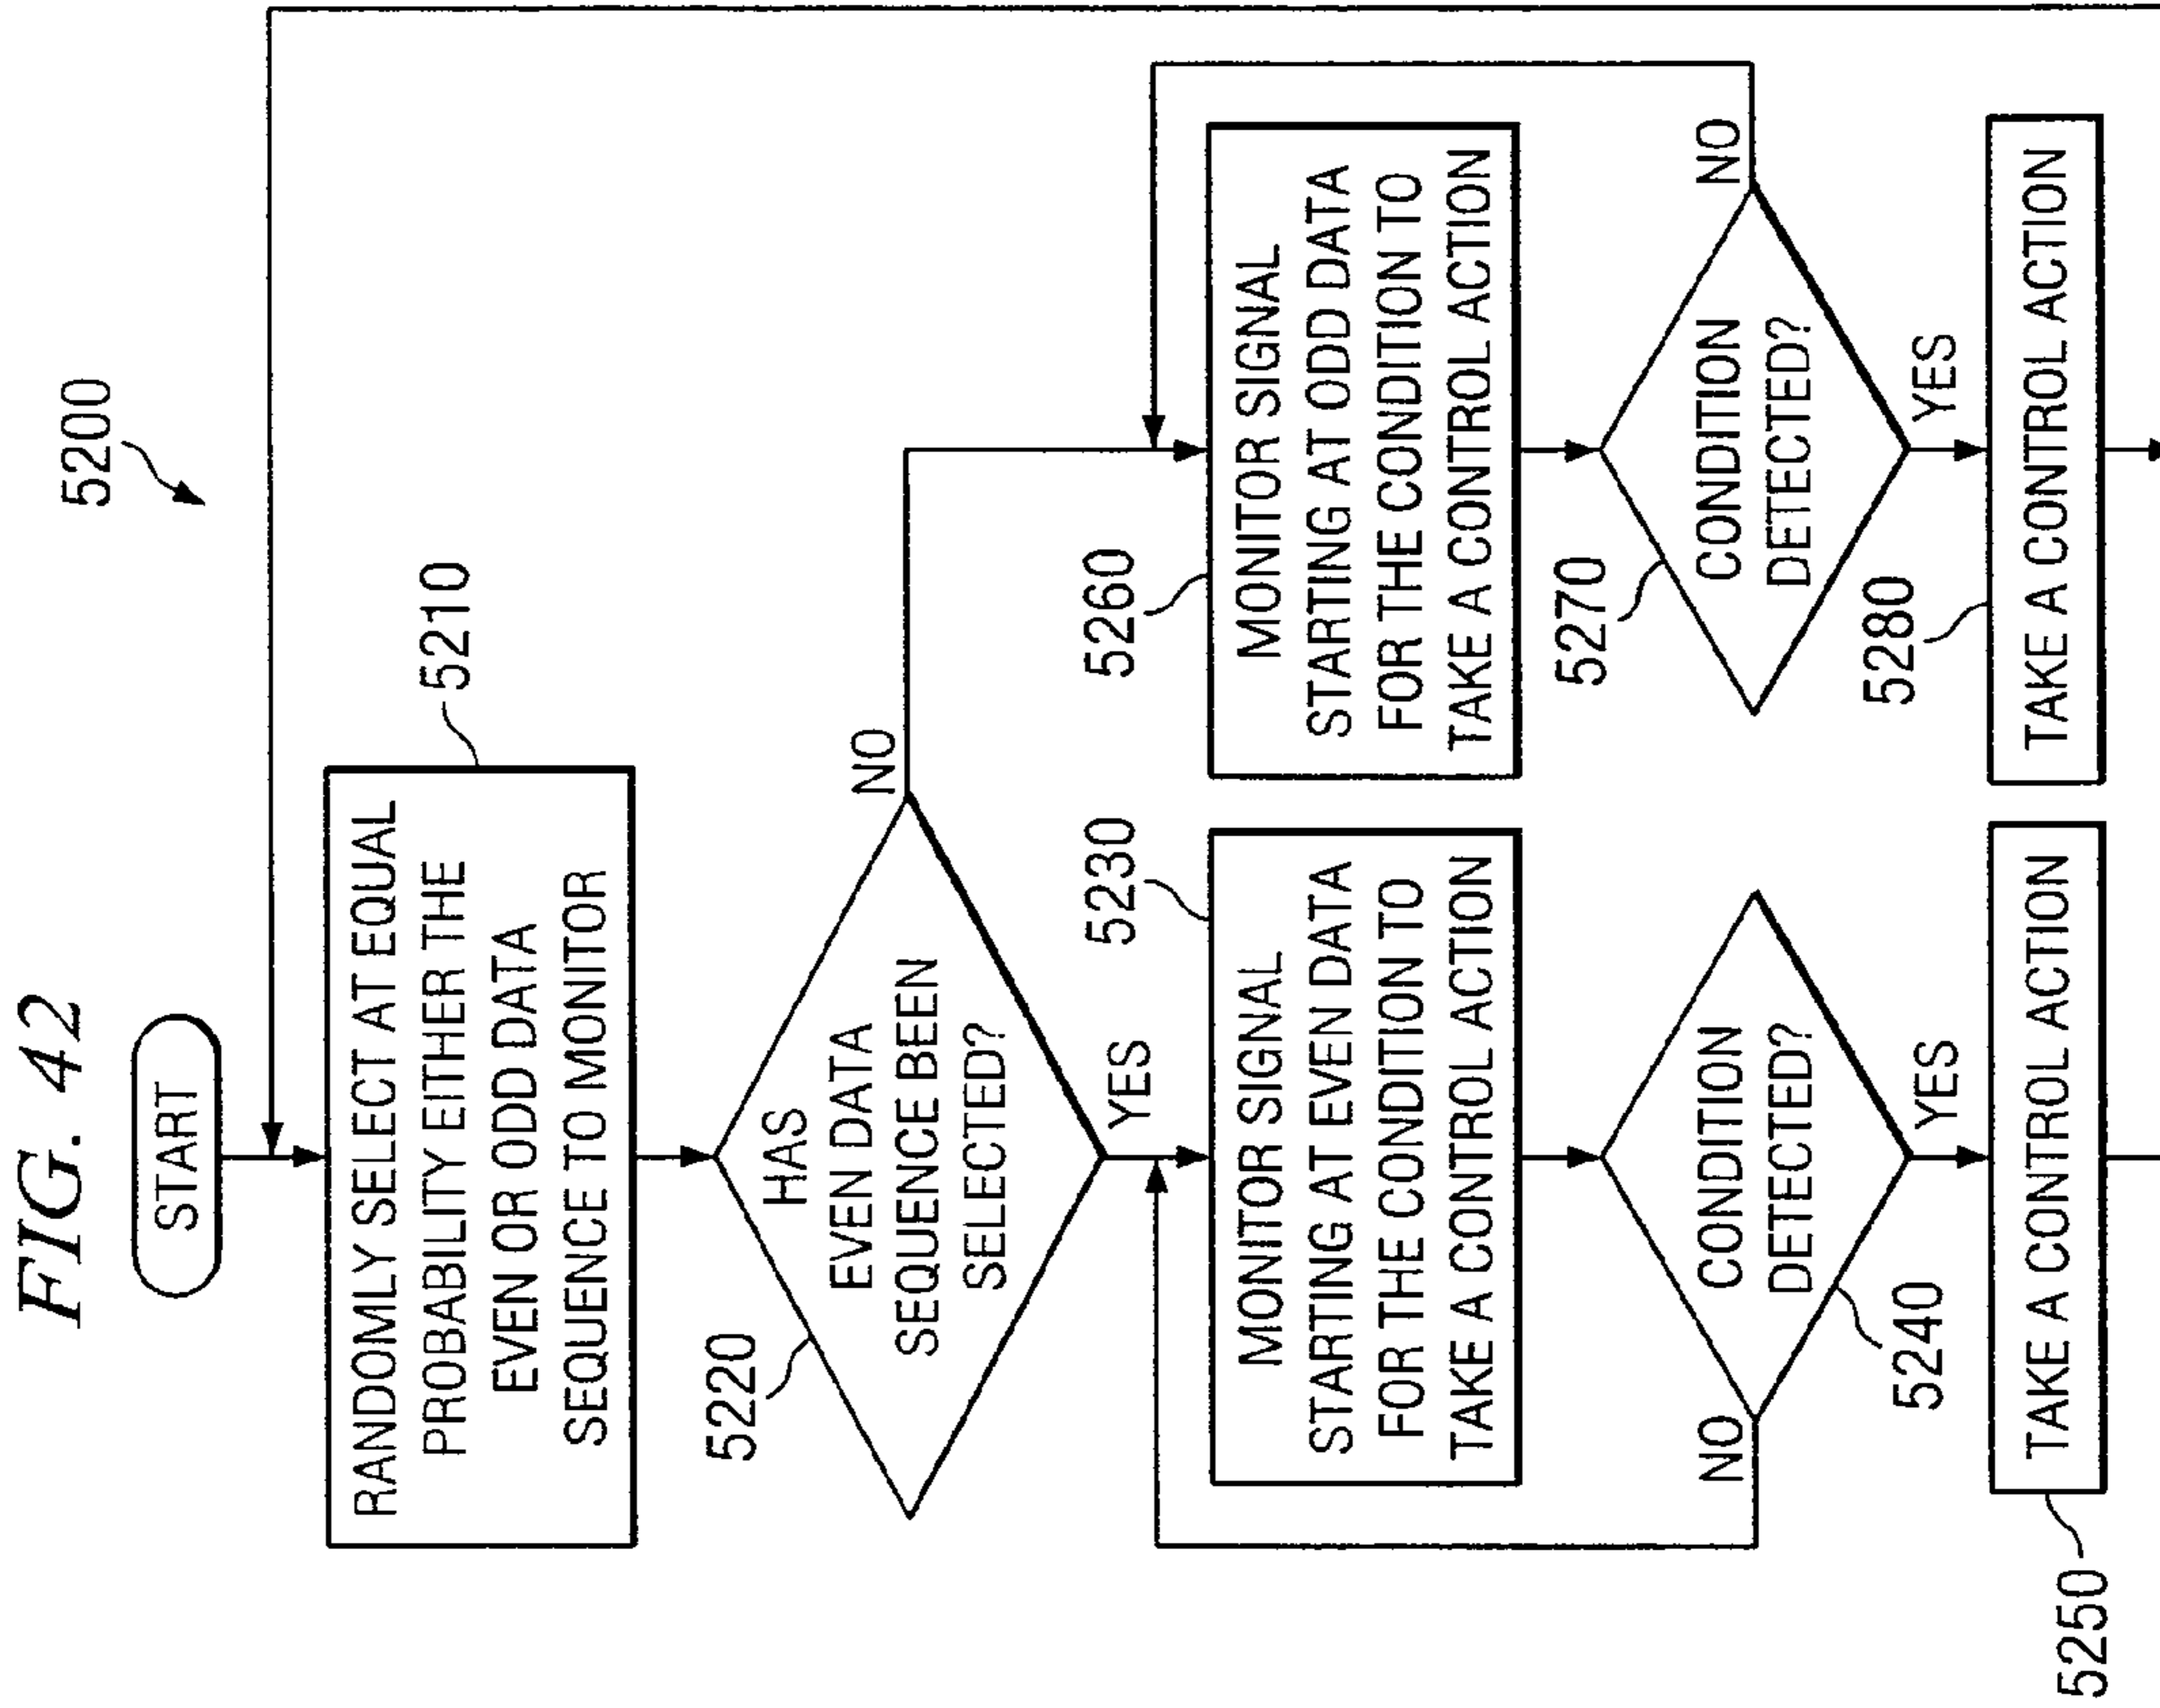 FIG. 42
5200
START
RANDOMLY SELECT AT EQUAL
PROBABILITY EITHER THE
EVEN OR ODD DATA
SEQUENCE TO MONITOR
5210
5220
HAS
EVEN DATA
SEQUENCE BEEN
SELECTED?
NO
YES
5230
MONITOR SIGNAL
STARTING AT EVEN DATA
FOR THE CONDITION TO
TAKE A CONTROL ACTION
5260
MONITOR SIGNAL
STARTING AT ODD DATA
FOR THE CONDITION TO
TAKE A CONTROL ACTION
NO
CONDITION
DETECTED?
5240
YES
5270
CONDITION
DETECTED?
NO
YES
5250
TAKE A CONTROL ACTION
5280
TAKE A CONTROL ACTION